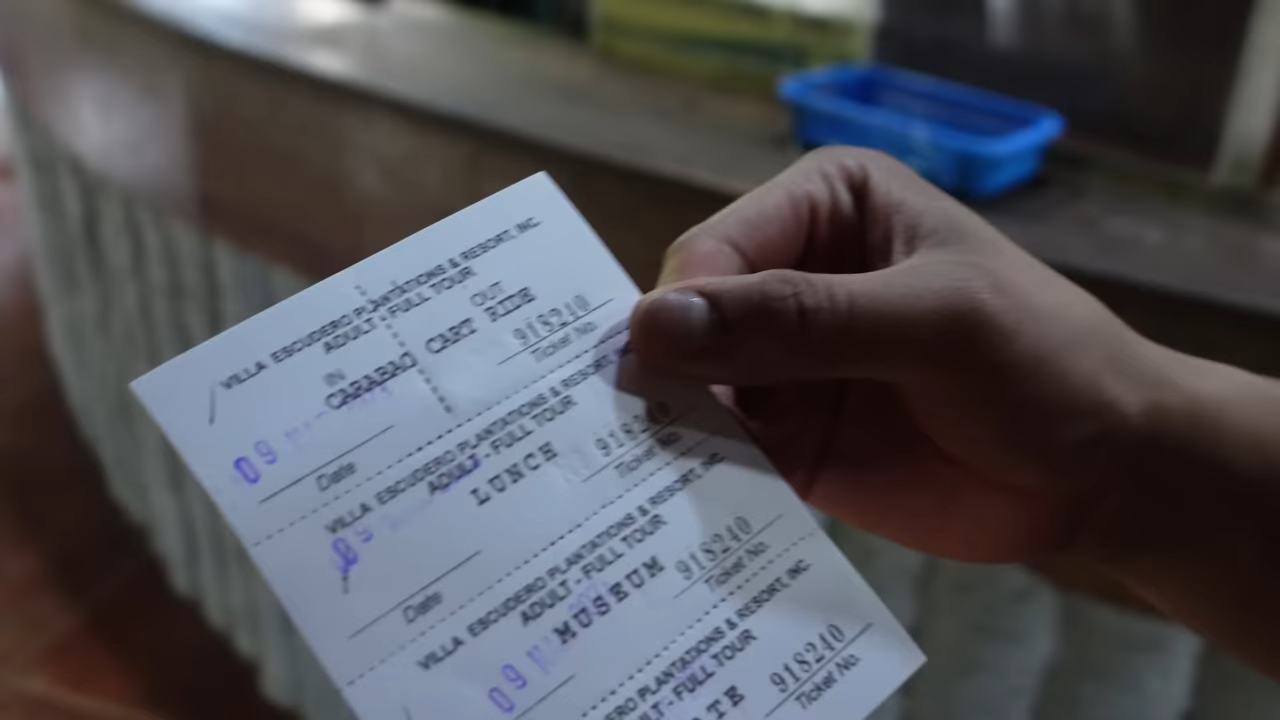 VILLA ESCUDERO PLANTATIONS & RESORT, INC.
ADULT - FULL TOUR
IN OUT
CARABAO CART RIDE
918240
Ticket No.
09
Date
VILLA ESCUDERO PLANTATIONS & RESORT,
ADULT - FULL TOUR
LUNCH
918240
Ticket No.
09
Date
VILLA ESCUDERO PLANTATIONS & RESORT, INC.
ADULT - FULL TOUR
MUSEUM
918240
Ticket No.
09
PLANTATIONS & RESORT, INC.
FULL TOUR
918240
Ticket No.